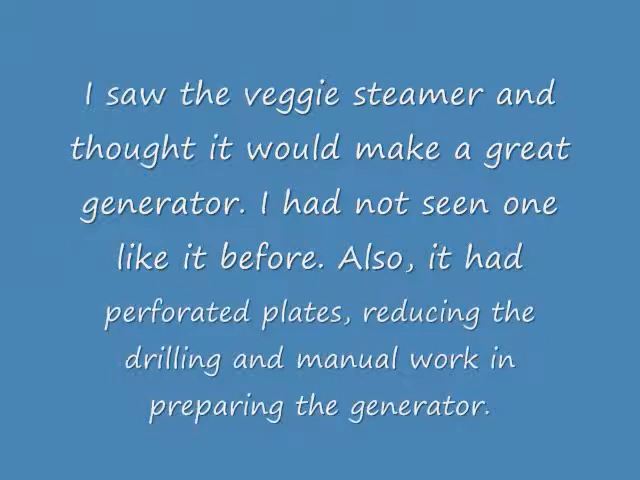 I saw the veggie steamer and
thought it would make a great
generator. I had not seen one
like it before. Also, it had
perforated plates, reducing the
drilling and manual work in
preparing the generator.